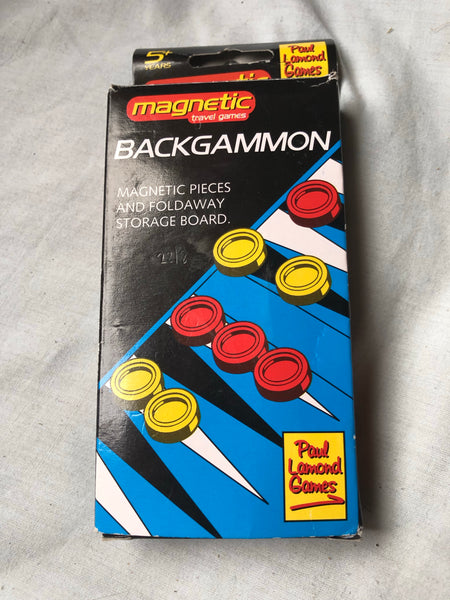 5+
YEARS
Paul
Lamond
Games
magnetic
travel games
BACKGAMMON
MAGNETIC PIECES
AND FOLDAWAY
STORAGE BOARD.
Paul
Lamond
Games